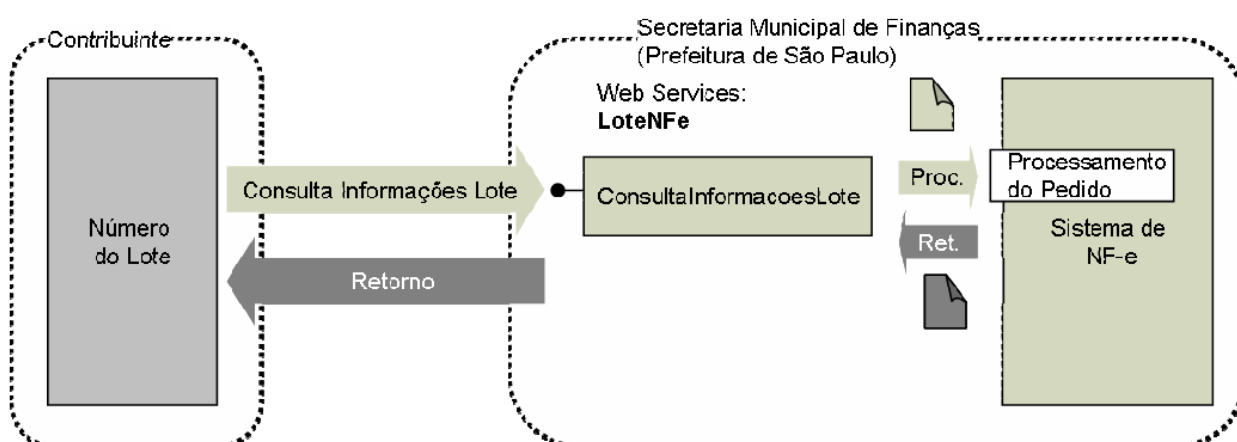 Contribuinte
Número
do Lote
Consulta Informações Lote
Retorno
Secretaria Municipal de Finanças
(Prefeitura de São Paulo)
Web Services:
LoteNFe
ConsultaInformacoesLote
Proc.
Ret.
Processamento
do Pedido
Sistema de
NF-e